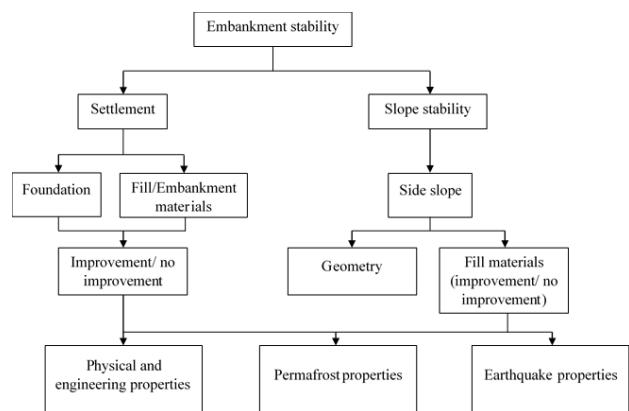 Embankment stability
Settlement
Slope stability
Foundation
Fill/Embankment
materials
Side slope
Improvement/ no
improvement
Geometry
Fill materials
(improvement/ no
improvement)
Physical and
engineering properties
Permafrost properties
Earthquake properties